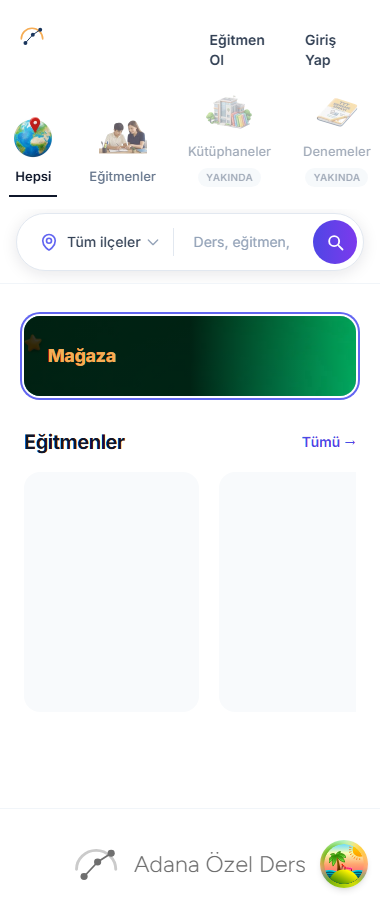 Eğitmen
Ol
Giriş
Yap
Hepsi
Eğitmenler
Kütüphaneler
YAKINDA
Denemeler
YAKINDA
Tüm ilçeler
Ders, eğitmen,
Mağaza
Eğitmenler
Tümü →
Adana Özel Ders